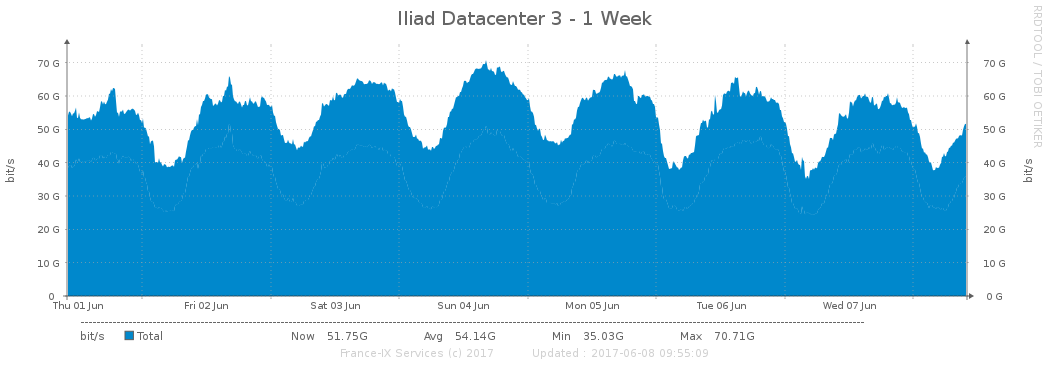 Iliad Datacenter 3 - 1 Week
RRDTOOL / TOBI OETIKER
bit/s
70 G 70 G
60 G 60 G
50 G 50 G
40 G 40 G
30 G 30 G
20 G 20 G
10 G 10 G
0 0 G
bit/s
Thu 01 Jun Fri 02 Jun Sat 03 Jun Sun 04 Jun Mon 05 Jun Tue 06 Jun Wed 07 Jun
bit/s Total Now 51.75G Avg 54.14G Min 35.03G Max 70.71G
France-IX Services (c) 2017 Updated : 2017-06-08 09:55:09